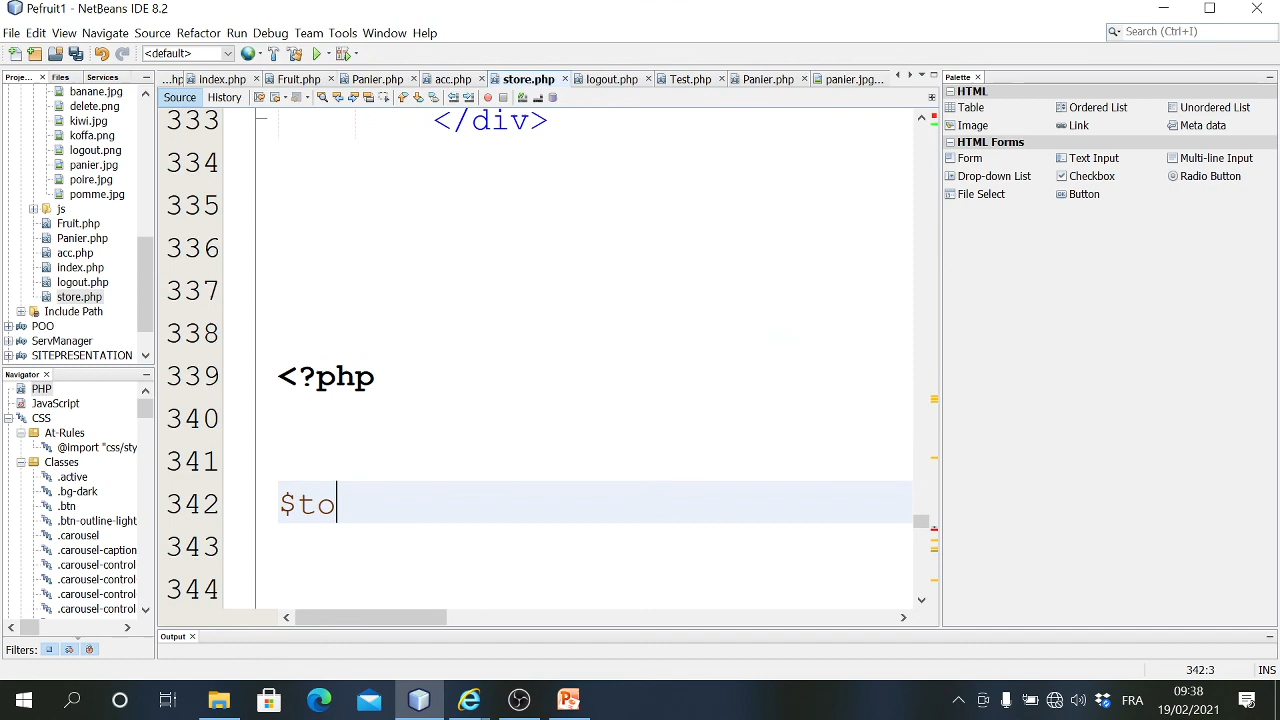 Pefruit1 - NetBeans IDE 8.2
File Edit View Navigate Source Refactor Run Debug Team Tools Window Help
Search (Ctrl+I)
<default>
Proje... Files Services
...hp index.php Fruit.php Panier.php acc.php store.php logout.php Test.php Panier.php panier.jpg...
Palette
Source History
HTML
Table Ordered List Unordered List
Image Link Meta data
HTML Forms
Form Text Input Multi-line Input
Drop-down List Checkbox Radio Button
File Select Button
banane.jpg
delete.png
kiwi.jpg
koffa.png
logout.png
panier.jpg
poire.jpg
pomme.jpg
js
Fruit.php
Panier.php
acc.php
index.php
logout.php
store.php
Include Path
POO
ServManager
SITEPRESENTATION
Navigator
PHP
JavaScript
CSS
At-Rules
@import "css/sty
Classes
.active
.bg-dark
.btn
.btn-outline-light
.carousel
.carousel-caption
.carousel-control
.carousel-control
.carousel-control
.carousel-control
Filters:
333 </div>
334
335
336
337
338
339 <?php
340
341
342 $to
343
344
Output
342:3 INS
FRA
09:38
19/02/2021